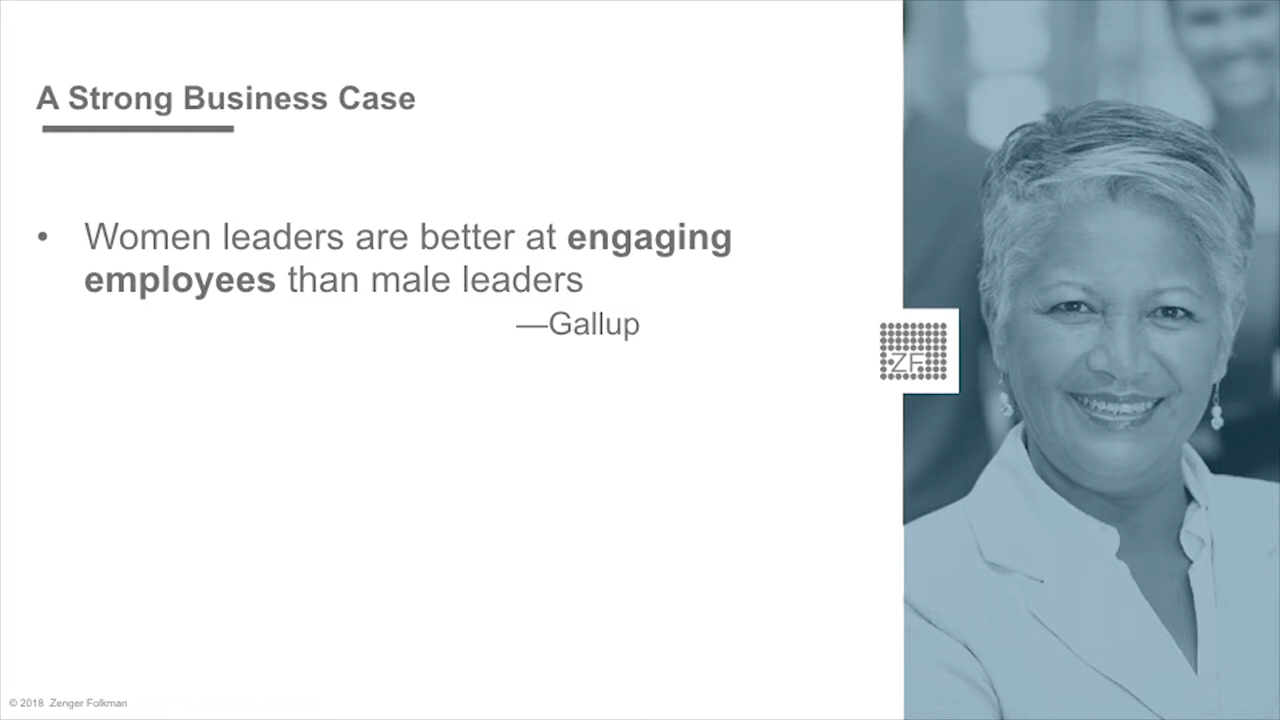 A Strong Business Case
• Women leaders are better at engaging
employees than male leaders
—Gallup
ZF
© 2018 Zenger Folkman